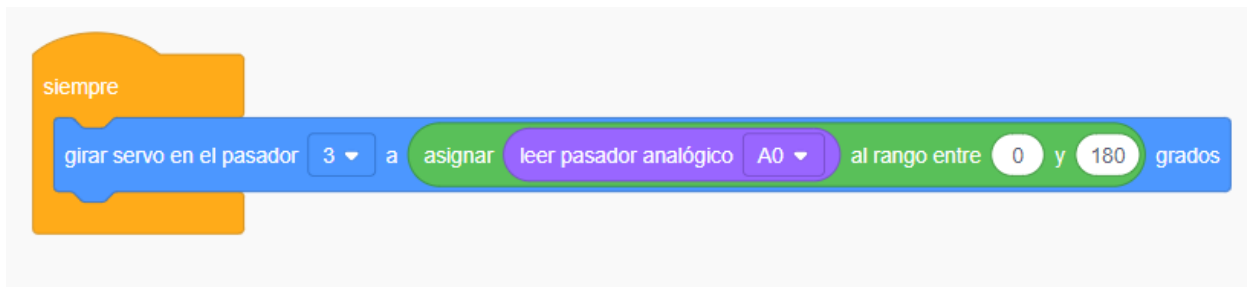 siempre
girar servo en el pasador 3 a asignar leer pasador analógico A0 al rango entre 0 y 180 grados